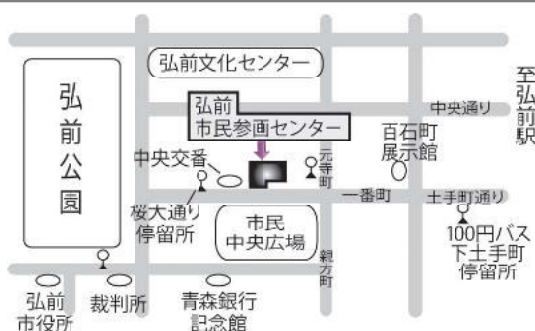 弘前文化センター
弘前公園
弘前
市民参画センター
中央通り
至弘前駅
百石町
展示館
元寺町
中央交番
一番町
土手町通り
桜大通り
停留所
市民
中央広場
親方町
100円バス
下土手町
停留所
弘前
市役所
裁判所
青森銀行
記念館